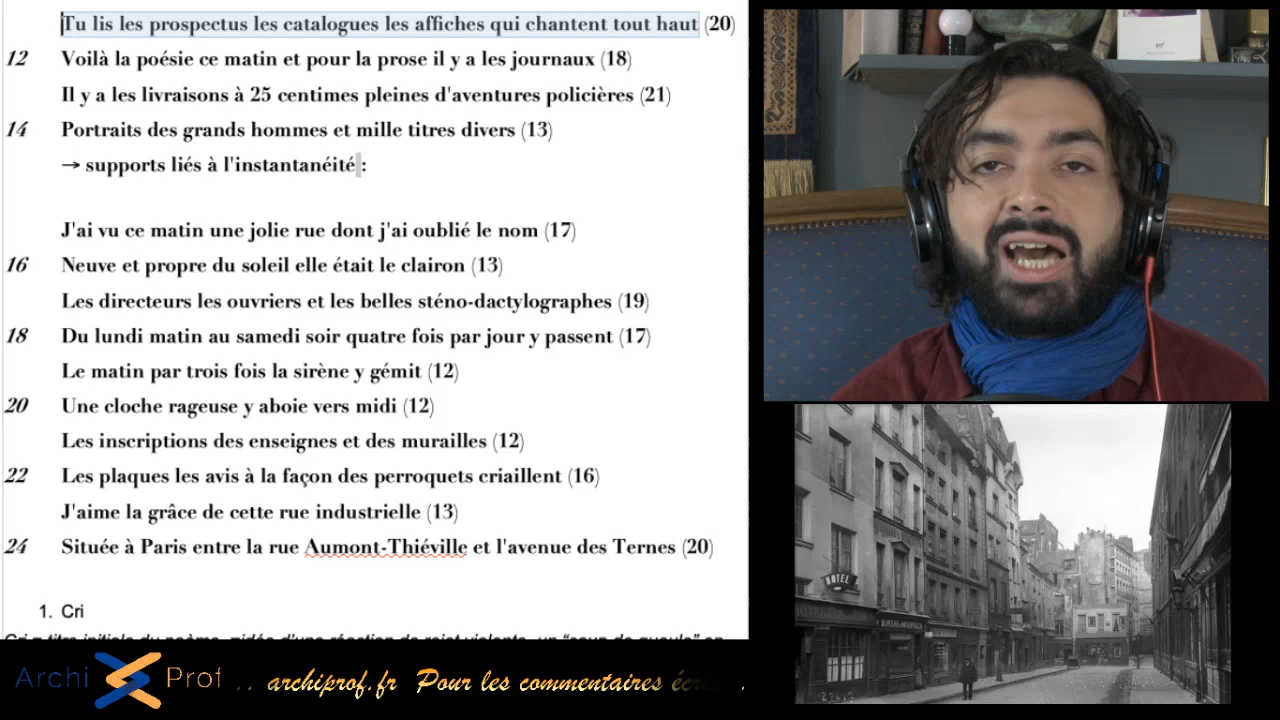 Tu lis les prospectus les catalogues les affiches qui chantent tout haut (20)
12 Voilà la poésie ce matin et pour la prose il y a les journaux (18)
Il y a les livraisons à 25 centimes pleines d'aventures policières (21)
14 Portraits des grands hommes et mille titres divers (13)
→ supports liés à l'instantanéité :
J'ai vu ce matin une jolie rue dont j'ai oublié le nom (17)
16 Neuve et propre du soleil elle était le clairon (13)
Les directeurs les ouvriers et les belles sténo-dactylographes (19)
18 Du lundi matin au samedi soir quatre fois par jour y passent (17)
Le matin par trois fois la sirène y gémit (12)
20 Une cloche rageuse y aboie vers midi (12)
Les inscriptions des enseignes et des murailles (12)
22 Les plaques les avis à la façon des perroquets criaillent (16)
J'aime la grâce de cette rue industrielle (13)
24 Située à Paris entre la rue Aumont-Thiéville et l'avenue des Ternes (20)
1. Cri
HOTEL
Archi Prof .. archiprof.fr Pour les commentaires